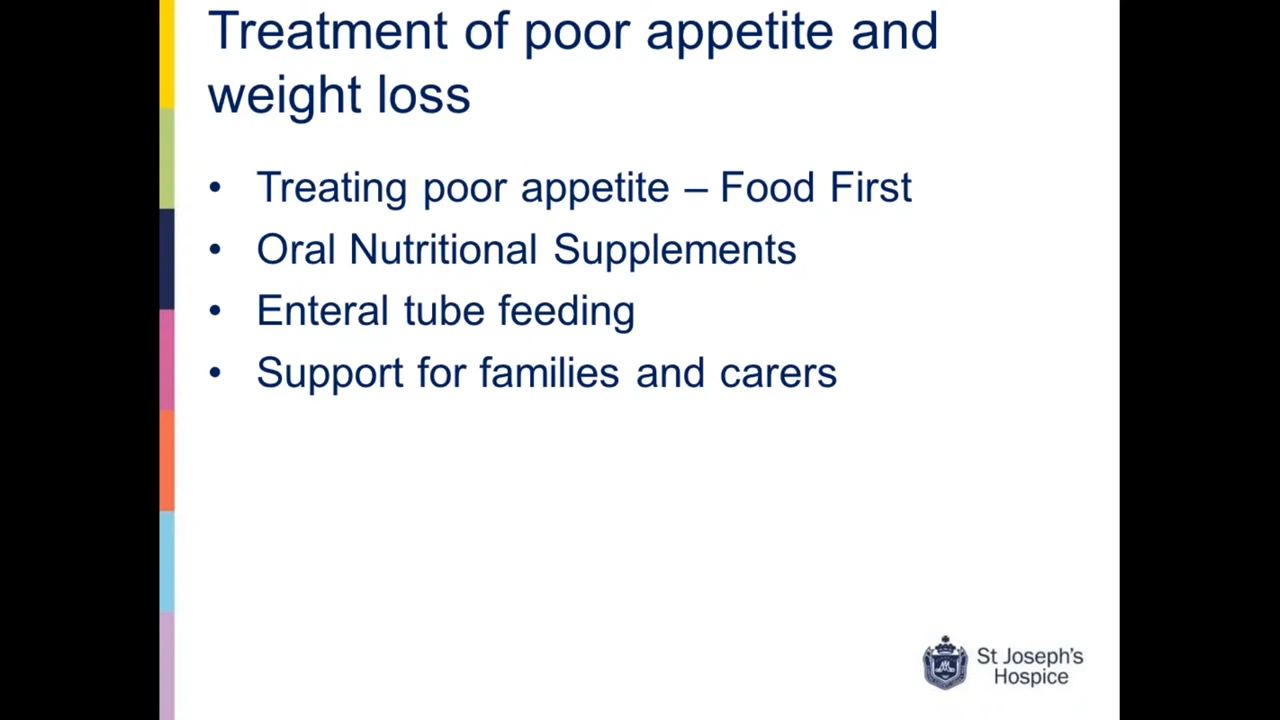 Treatment of poor appetite and
weight loss
• Treating poor appetite – Food First
• Oral Nutritional Supplements
• Enteral tube feeding
• Support for families and carers
St Joseph's
Hospice